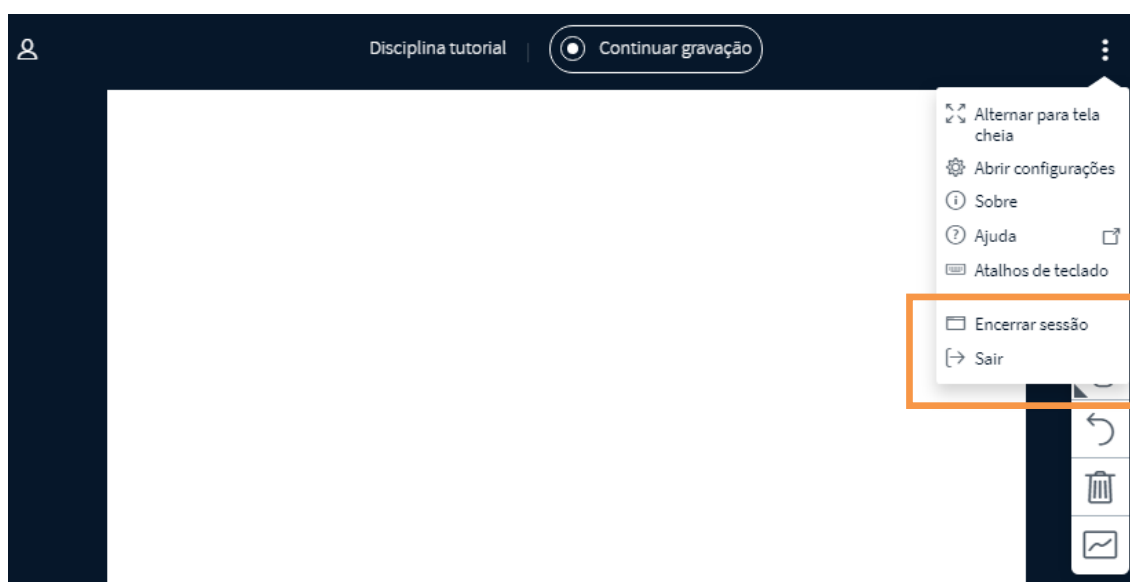 Disciplina tutorial
Continuar gravação
Alternar para tela
cheia
Abrir configurações
Sobre
Ajuda
Atalhos de teclado
Encerrar sessão
Sair